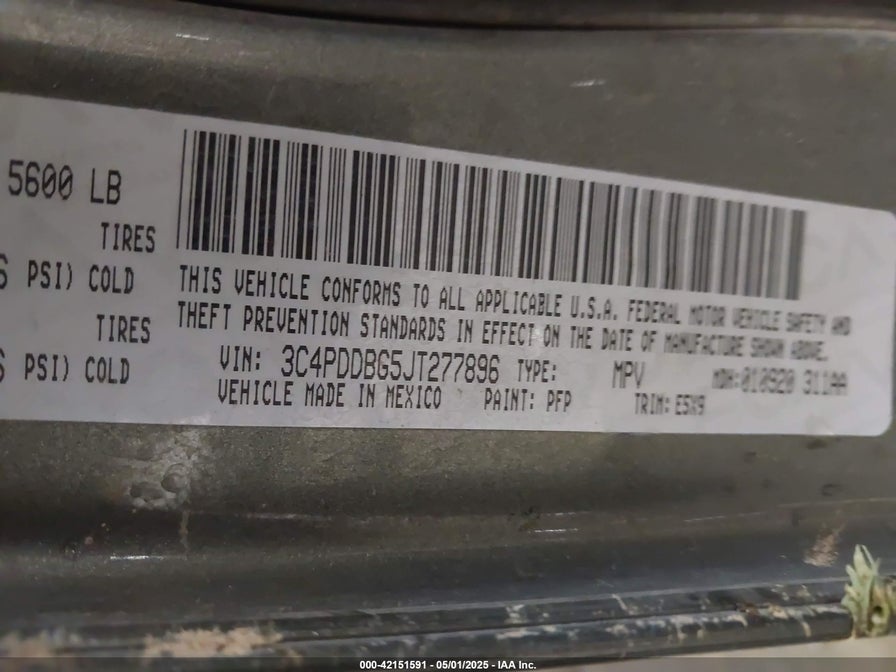 5600 LB
TIRES
PSI) COLD
TIRES
PSI) COLD
THIS VEHICLE CONFORMS TO ALL APPLICABLE U.S.A. FEDERAL MOTOR VEHICLE SAFETY AND
THEFT PREVENTION STANDARDS IN EFFECT ON THE DATE OF MANUFACTURE SHOWN ABOVE.
VIN: 3C4PDDBG5JT277896 TYPE: MPV MDH: 010920 311AA
VEHICLE MADE IN MEXICO PAINT: PFP TRIM: E5X9
000-42151591 - 05/01/2025 - IAA Inc.